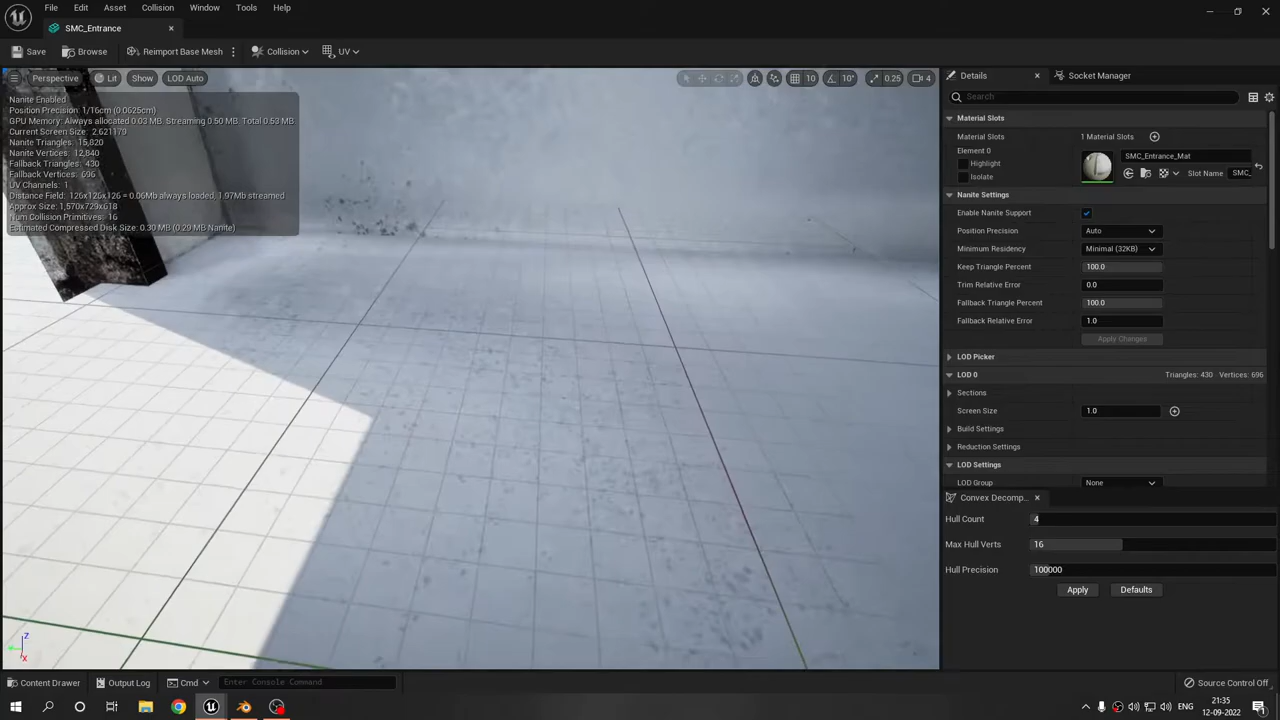 File Edit Asset Collision Window Tools Help
SMC_Entrance
Save Browse Reimport Base Mesh Collision UV
Perspective Lit Show LOD Auto 10 10° 0.25 4
Nanite Enabled
Position Precision: 1/16cm (0.0625cm)
GPU Memory: Always allocated 0.03 MB. Streaming 0.50 MB. Total 0.53 MB.
Current Screen Size: 2.621179
Nanite Triangles: 15,820
Nanite Vertices: 12,840
Fallback Triangles: 430
Fallback Vertices: 696
UV Channels: 1
Distance Field: 126x126x126 = 0.06Mb always loaded, 1.97Mb streamed
Approx Size: 1,570x729x618
Num Collision Primitives: 16
Estimated Compressed Disk Size: 0.30 MB (0.29 MB Nanite)
Z
X
Details Socket Manager
Search
Material Slots
Material Slots 1 Material Slots
Element 0
Highlight
Isolate
SMC_Entrance_Mat
Slot Name SMC_
Nanite Settings
Enable Nanite Support
Position Precision Auto
Minimum Residency Minimal (32KB)
Keep Triangle Percent 100.0
Trim Relative Error 0.0
Fallback Triangle Percent 100.0
Fallback Relative Error 1.0
Apply Changes
LOD Picker
LOD 0 Triangles: 430 Vertices: 696
Sections
Screen Size 1.0
Build Settings
Reduction Settings
LOD Settings
LOD Group None
Convex Decomp...
Hull Count 4
Max Hull Verts 16
Hull Precision 100000
Apply Defaults
Content Drawer Output Log Cmd Enter Console Command Source Control Off
ENG 21:35
12-09-2022